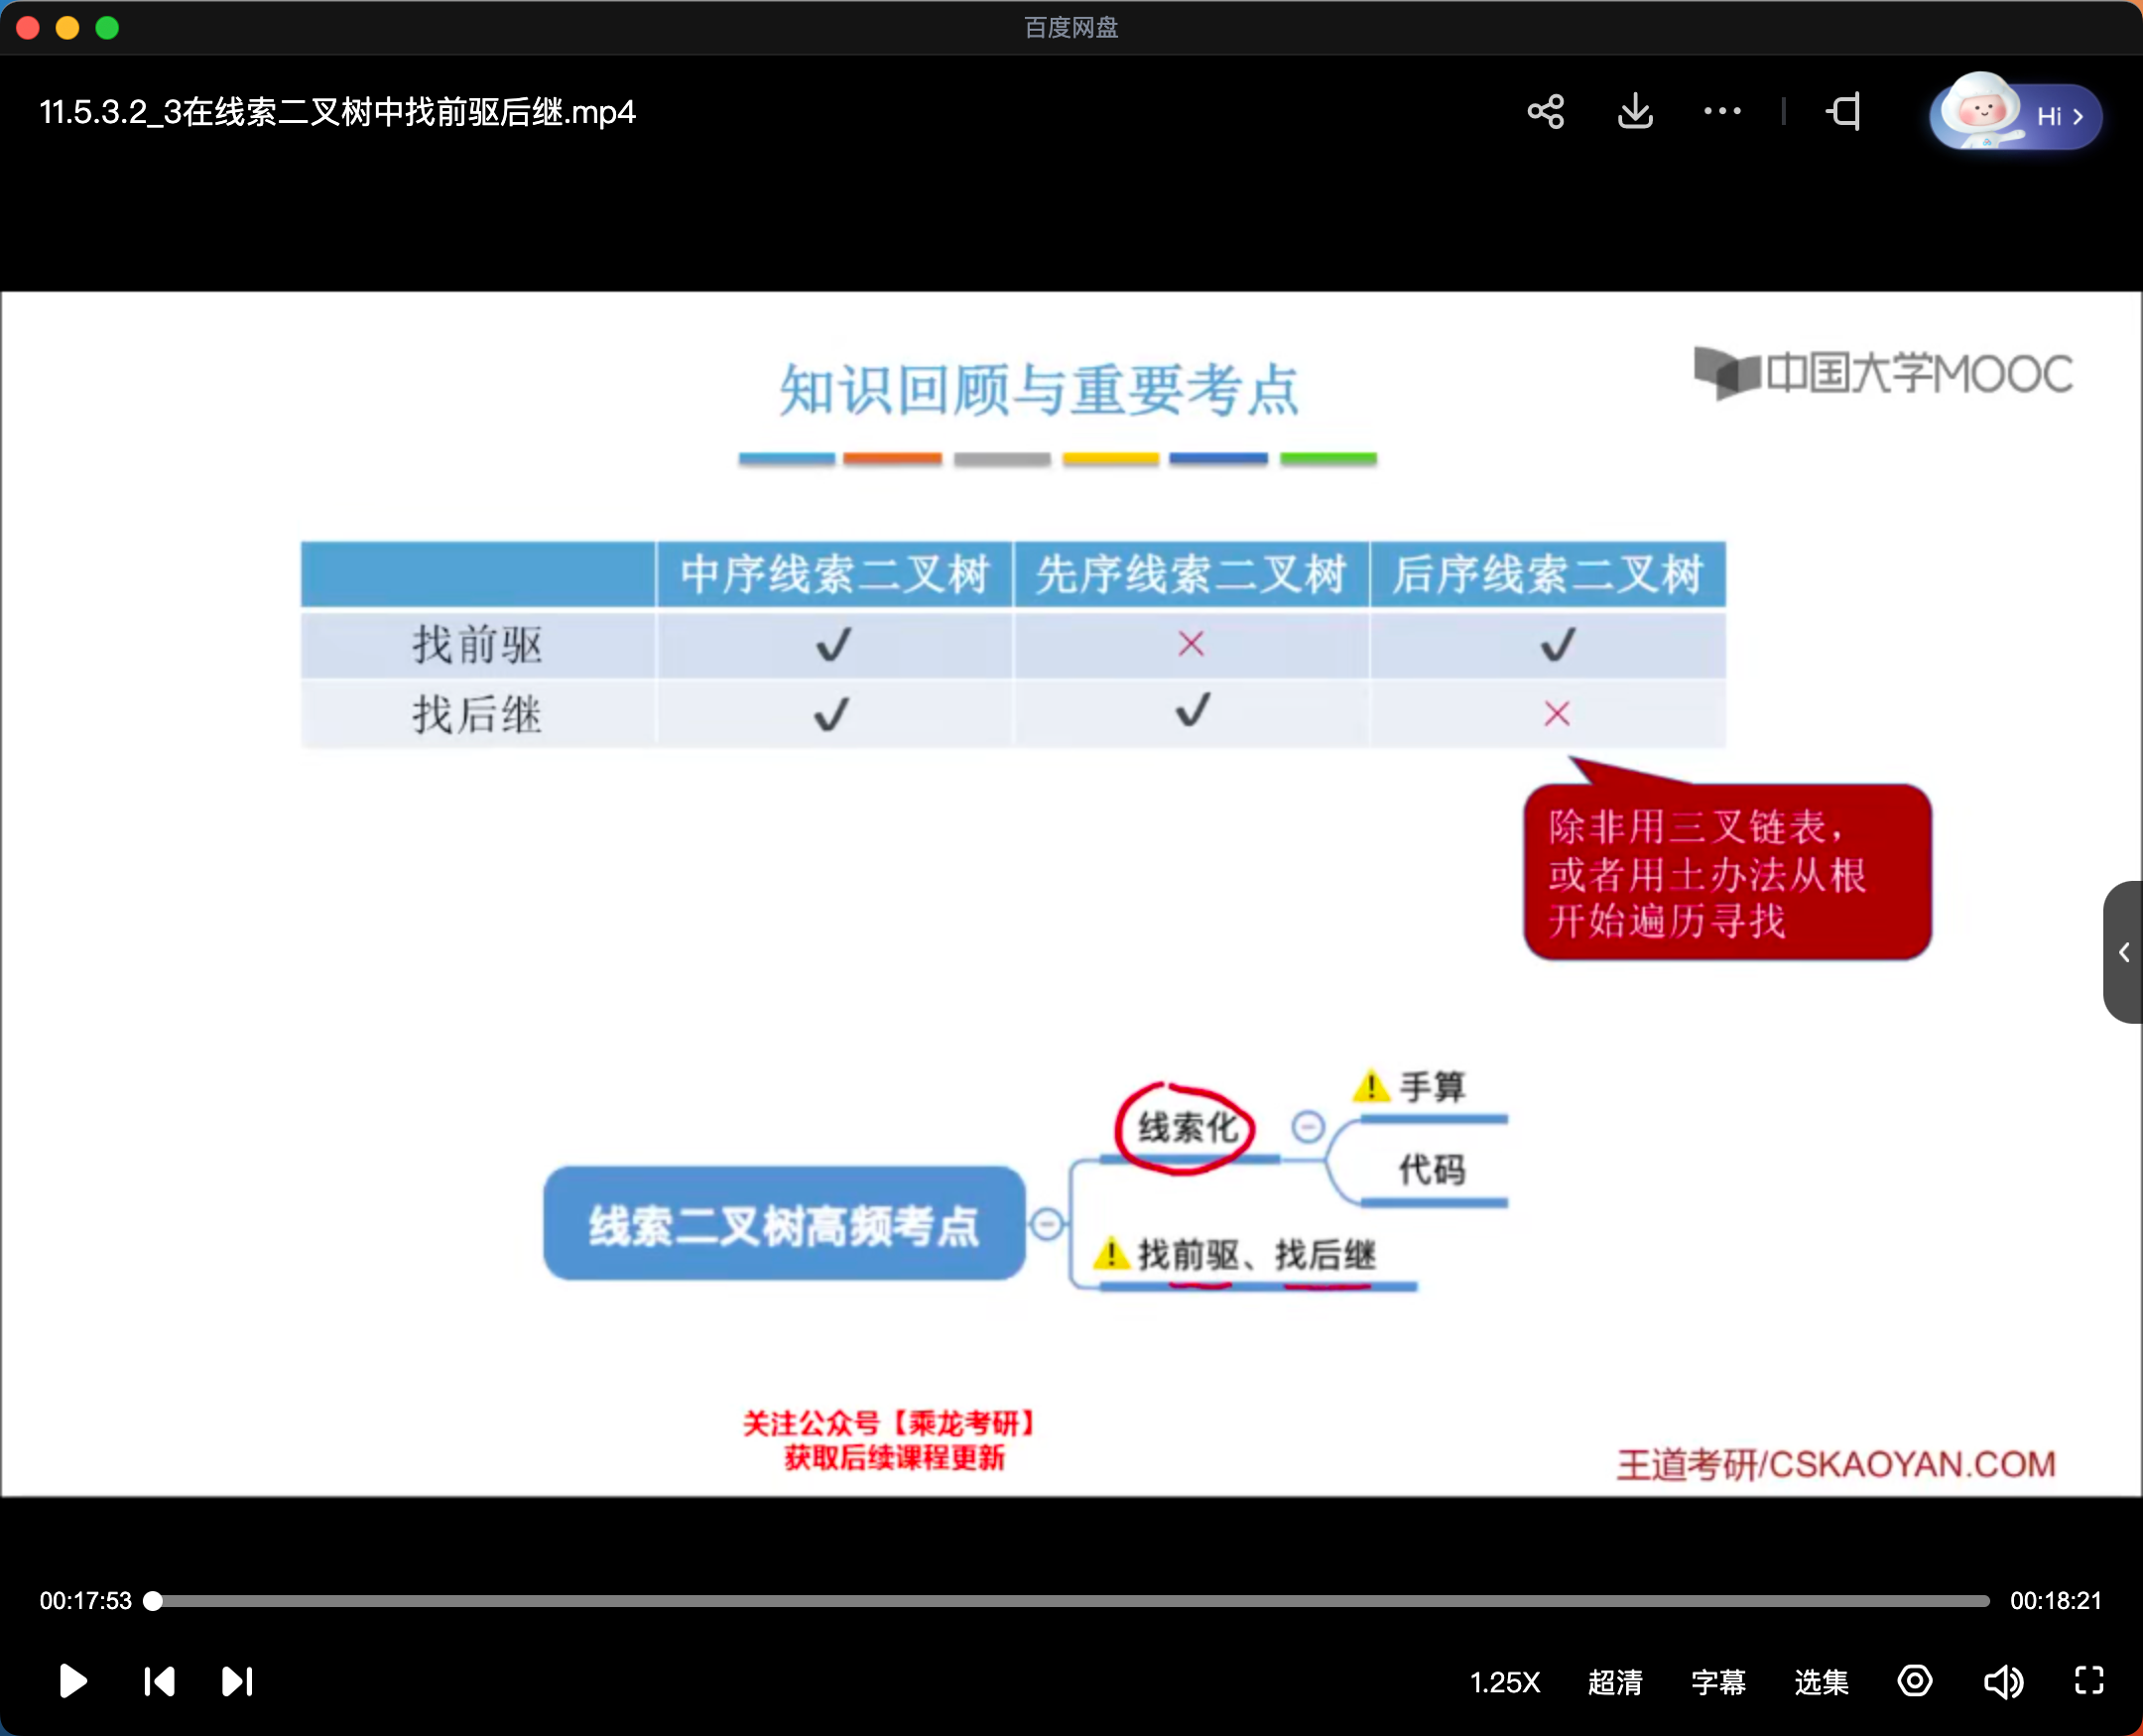 百度网盘
11.5.3.2_3在线索二叉树中找前驱后继.mp4
Hi
知识回顾与重要考点
中国大学MOOC
中序线索二叉树 先序线索二叉树 后序线索二叉树
找前驱 ✔ × ✔
找后继 ✔ ✔ ×
除非用三叉链表，
或者用土办法从根
开始遍历寻找
线索二叉树高频考点
线索化
手算
代码
找前驱、找后继
关注公众号【乘龙考研】
获取后续课程更新
王道考研/CSKAOYAN.COM
00:17:53
00:18:21
1.25X 超清 字幕 选集